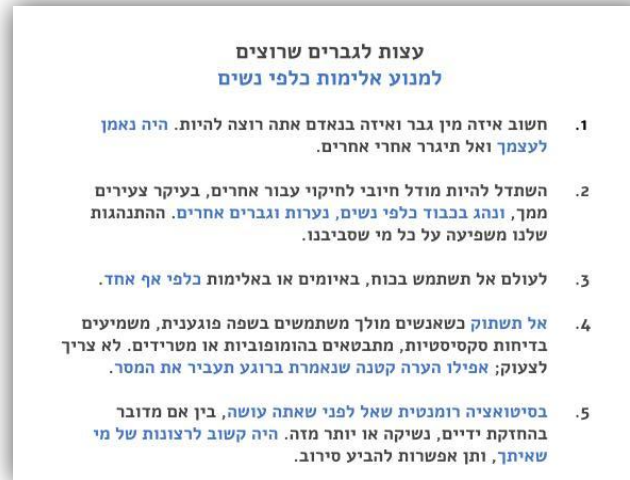 עצות לגברים שרוצים
למנוע אלימות כלפי נשים
1. חשוב איזה מין גבר ואיזה בנאדם אתה רוצה להיות. היה נאמן
לעצמך ואל תיגרר אחרי אחרים.
2. השתדל להיות מודל חיובי לחיקוי עבור אחרים, בעיקר צעירים
ממך, ונהג בכבוד כלפי נשים, נערות וגברים אחרים. ההתנהגות
שלנו משפיעה על כל מי שסביבנו.
3. לעולם אל תשתמש בכוח, באיומים או באלימות כלפי אף אחד.
4. אל תשתוק כשאנשים מולך משתמשים בשפה פוגענית, משמיעים
בדיחות סקסיסטיות, מתבטאים בהומופוביות או מטרידים. לא צריך
לצעוק; אפילו הערה קטנה שנאמרת ברוגע תעביר את המסר.
5. בסיטואציה רומנטית שאל לפני שאתה עושה, בין אם מדובר
בהחזקת ידיים, נשיקה או יותר מזה. היה קשוב לרצונות של מי
שאיתך, ותן אפשרות להביע סירוב.